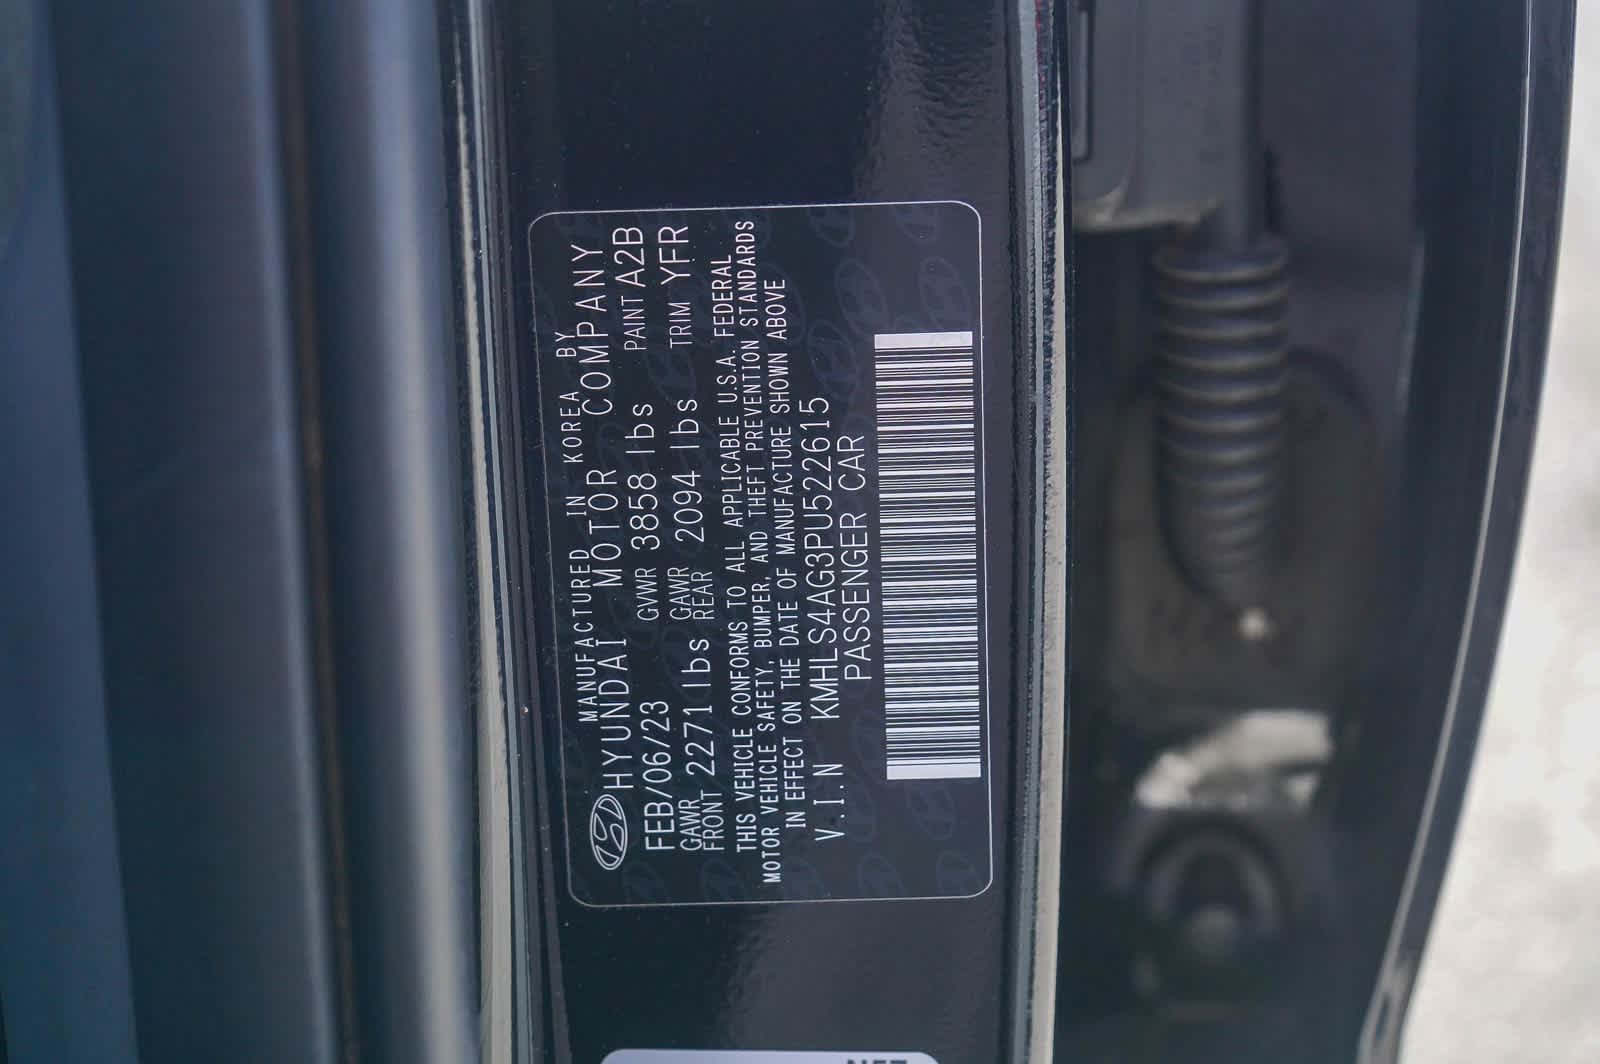 MANUFACTURED IN KOREA BY
HYUNDAI MOTOR COMPANY
FEB/06/23 GVWR 3858 lbs PAINT A2B
GAWR FRONT 2271 lbs GAWR REAR 2094 lbs TRIM YFR
THIS VEHICLE CONFORMS TO ALL APPLICABLE U.S.A. FEDERAL
MOTOR VEHICLE SAFETY, BUMPER, AND THEFT PREVENTION STANDARDS
IN EFFECT ON THE DATE OF MANUFACTURE SHOWN ABOVE
V.I.N KMHLS4AG3PU522615
PASSENGER CAR